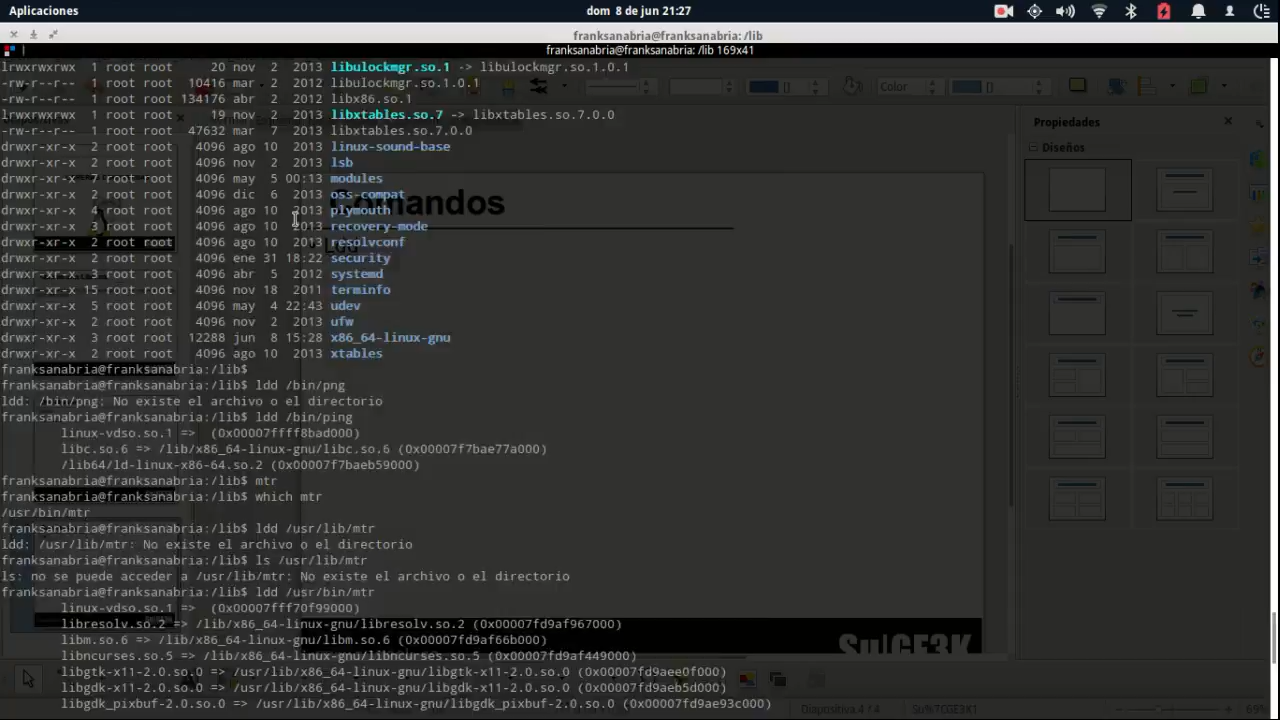 Aplicaciones
dom 8 de jun 21:27
franksanabria@franksanabria: /lib
franksanabria@franksanabria: /lib 169x41
lrwxrwxrwx 1 root root 20 nov 2 2013 libulockmgr.so.1 -> libulockmgr.so.1.0.1
-rw-r--r-- 1 root root 10416 mar 2 2012 libulockmgr.so.1.0.1
-rw-r--r-- 1 root root 134176 abr 2 2012 libx86.so.1
lrwxrwxrwx 1 root root 19 nov 2 2013 libxtables.so.7 -> libxtables.so.7.0.0
-rw-r--r-- 1 root root 47632 mar 7 2013 libxtables.so.7.0.0
drwxr-xr-x 2 root root 4096 ago 10 2013 linux-sound-base
drwxr-xr-x 2 root root 4096 nov 2 2013 lsb
drwxr-xr-x 7 root root 4096 may 5 00:13 modules
drwxr-xr-x 2 root root 4096 dic 6 2013 oss-compat
drwxr-xr-x 4 root root 4096 ago 10 2013 plymouth
drwxr-xr-x 3 root root 4096 ago 10 2013 recovery-mode
drwxr-xr-x 2 root root 4096 ago 10 2013 resolvconf
drwxr-xr-x 2 root root 4096 ene 31 18:22 security
drwxr-xr-x 3 root root 4096 abr 5 2012 systemd
drwxr-xr-x 15 root root 4096 nov 18 2011 terminfo
drwxr-xr-x 5 root root 4096 may 4 22:43 udev
drwxr-xr-x 2 root root 4096 nov 2 2013 ufw
drwxr-xr-x 3 root root 12288 jun 8 15:28 x86_64-linux-gnu
drwxr-xr-x 2 root root 4096 ago 10 2013 xtables
franksanabria@franksanabria:/lib$
franksanabria@franksanabria:/lib$ ldd /bin/png
ldd: /bin/png: No existe el archivo o el directorio
franksanabria@franksanabria:/lib$ ldd /bin/ping
linux-vdso.so.1 => (0x00007ffff8bad000)
libc.so.6 => /lib/x86_64-linux-gnu/libc.so.6 (0x00007f7bae77a000)
/lib64/ld-linux-x86-64.so.2 (0x00007f7baeb59000)
franksanabria@franksanabria:/lib$ mtr
franksanabria@franksanabria:/lib$ which mtr
/usr/bin/mtr
franksanabria@franksanabria:/lib$ ldd /usr/lib/mtr
ldd: /usr/lib/mtr: No existe el archivo o el directorio
franksanabria@franksanabria:/lib$ ls /usr/lib/mtr
ls: no se puede acceder a /usr/lib/mtr: No existe el archivo o el directorio
franksanabria@franksanabria:/lib$ ldd /usr/bin/mtr
linux-vdso.so.1 => (0x00007fff70f99000)
libresolv.so.2 => /lib/x86_64-linux-gnu/libresolv.so.2 (0x00007fd9af967000)
libm.so.6 => /lib/x86_64-linux-gnu/libm.so.6 (0x00007fd9af66b000)
libncurses.so.5 => /lib/x86_64-linux-gnu/libncurses.so.5 (0x00007fd9af449000)
libgtk-x11-2.0.so.0 => /usr/lib/x86_64-linux-gnu/libgtk-x11-2.0.so.0 (0x00007fd9aee0f000)
libgdk-x11-2.0.so.0 => /usr/lib/x86_64-linux-gnu/libgdk-x11-2.0.so.0 (0x00007fd9aeb5d000)
libgdk_pixbuf-2.0.so.0 => /usr/lib/x86_64-linux-gnu/libgdk_pixbuf-2.0.so.0 (0x00007fd9ae93c000)
Comandos
Color
Propiedades
Diseños
Su%GE3K
Diapositiva 4 / 4
Su%7CGE3K1
69%